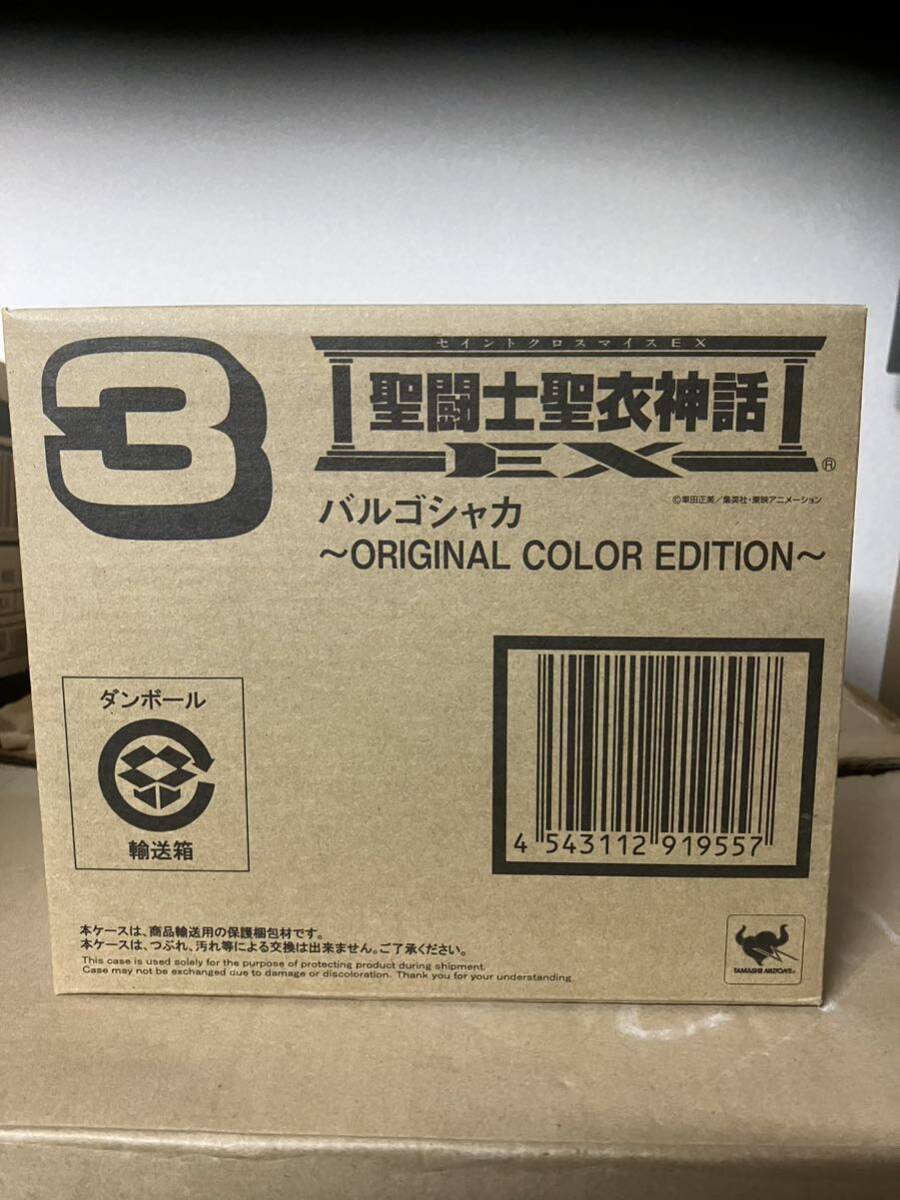 3
セイントクロスマイスEX
聖闘士聖衣神話
EX
®
©車田正美/集英社・東映アニメーション
バルゴシャカ
〜ORIGINAL COLOR EDITION〜
ダンボール
輸送箱
4 543112 919557
本ケースは、商品輸送用の保護梱包材です。
本ケースは、つぶれ、汚れ等による交換は出来ません。ご了承ください。
This case is used solely for the purpose of protecting product during shipment.
Case may not be exchanged due to damage or discoloration. Thank you for your understanding.
TAMASHII NATIONS®